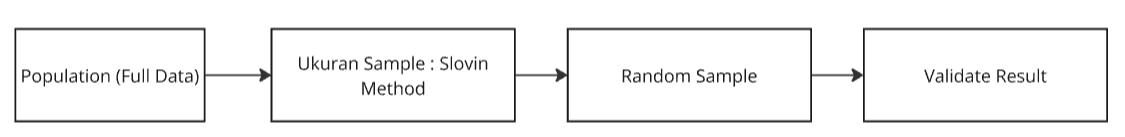 Population (Full Data)
Ukuran Sample : Slovin
Method
Random Sample
Validate Result